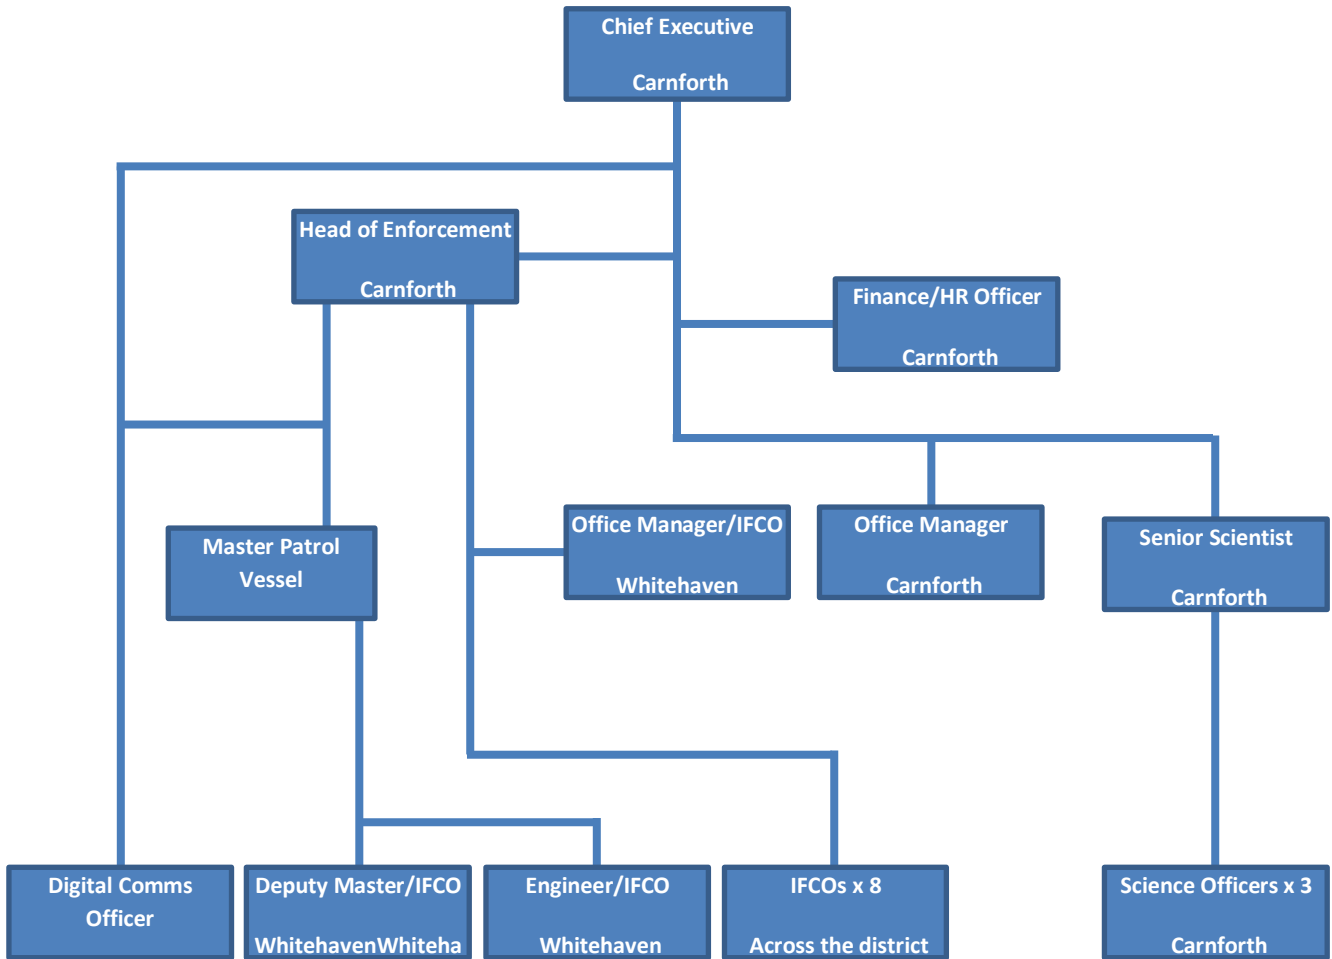 Chief Executive
Carnforth
Head of Enforcement
Carnforth
Finance/HR Officer
Carnforth
Master Patrol
Vessel
Office Manager/IFCO
Whitehaven
Office Manager
Carnforth
Senior Scientist
Carnforth
Digital Comms
Officer
Deputy Master/IFCO
WhitehavenWhiteha
Engineer/IFCO
Whitehaven
IFCOs x 8
Across the district
Science Officers x 3
Carnforth